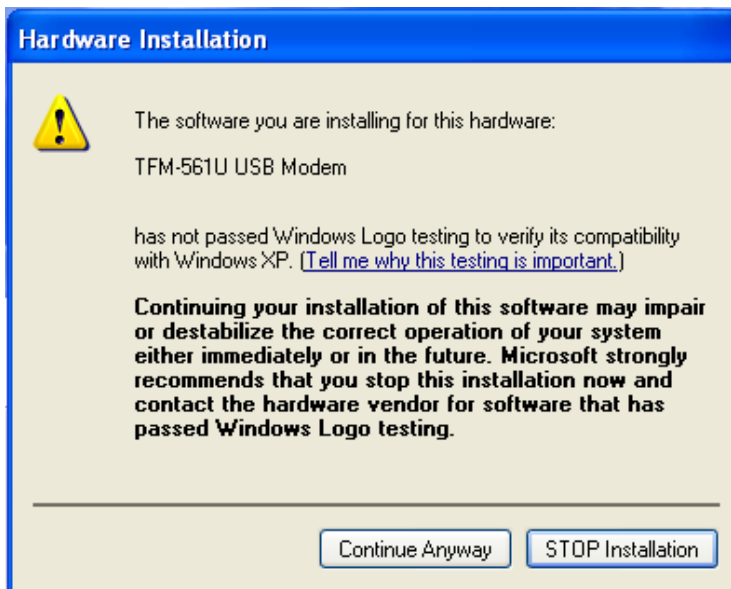 Hardware Installation
The software you are installing for this hardware:
TFM-561U USB Modem
has not passed Windows Logo testing to verify its compatibility
with Windows XP. (Tell me why this testing is important.)
Continuing your installation of this software may impair
or destabilize the correct operation of your system
either immediately or in the future. Microsoft strongly
recommends that you stop this installation now and
contact the hardware vendor for software that has
passed Windows Logo testing.
Continue Anyway
STOP Installation